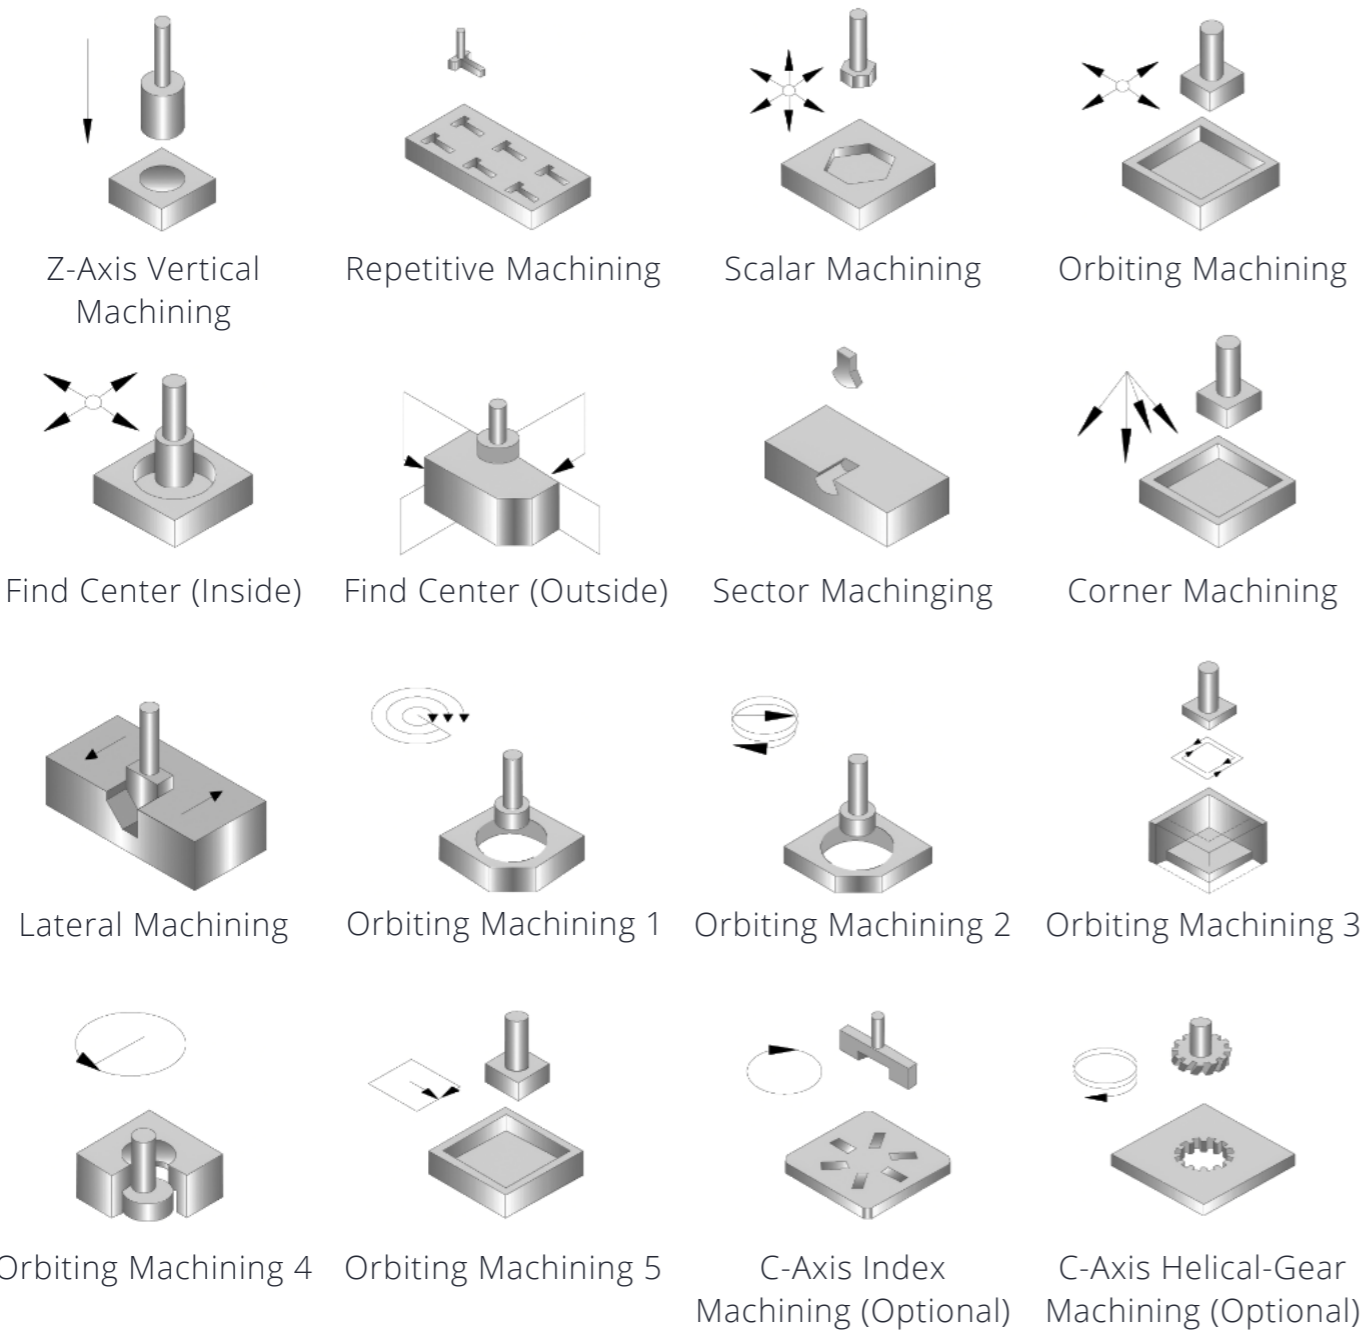 Z-Axis Vertical
Machining
Repetitive Machining
Scalar Machining
Orbiting Machining
Find Center (Inside)
Find Center (Outside)
Sector Machinging
Corner Machining
Lateral Machining
Orbiting Machining 1
Orbiting Machining 2
Orbiting Machining 3
Orbiting Machining 4
Orbiting Machining 5
C-Axis Index
Machining (Optional)
C-Axis Helical-Gear
Machining (Optional)